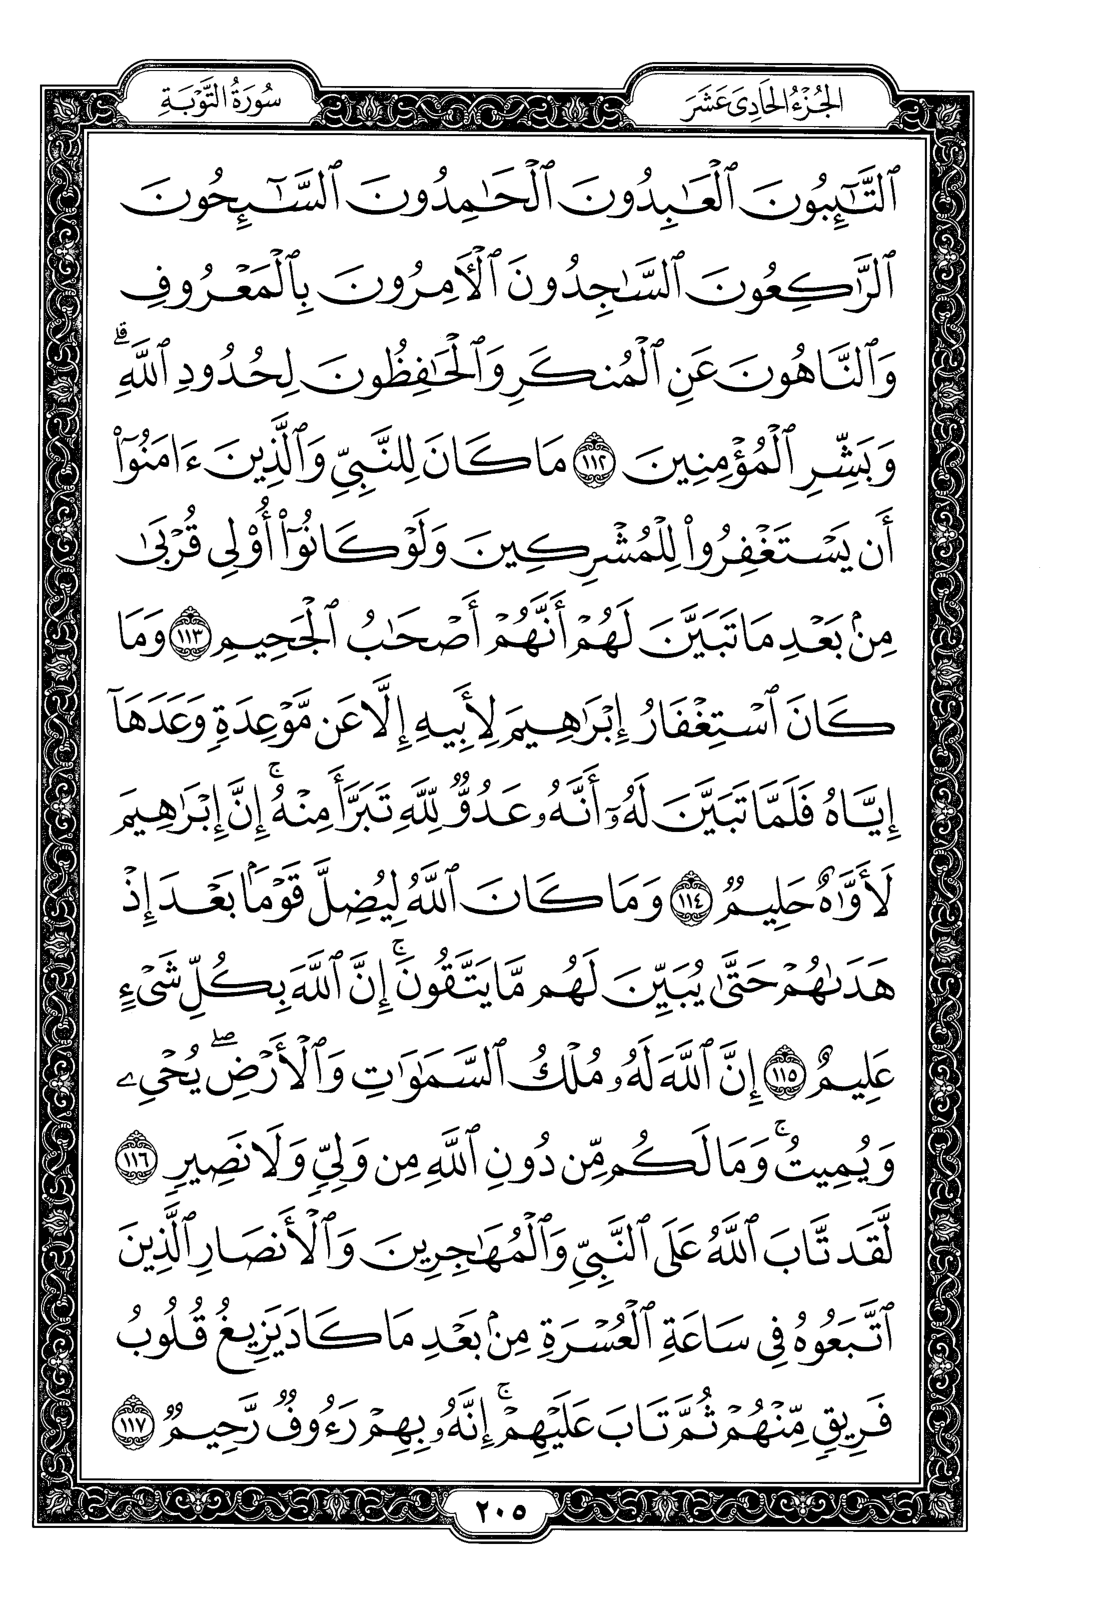 الجُزْءُ الحَادِىَ عَشَرَ
سُورَةُ التَّوْبَةِ
ٱلتَّـٰٓئِبُونَ ٱلْعَـٰبِدُونَ ٱلْحَـٰمِدُونَ ٱلسَّـٰٓئِحُونَ
ٱلرَّٰكِعُونَ ٱلسَّـٰجِدُونَ ٱلْـَٔامِرُونَ بِٱلْمَعْرُوفِ
وَٱلنَّاهُونَ عَنِ ٱلْمُنكَرِ وَٱلْحَـٰفِظُونَ لِحُدُودِ ٱللَّهِ ۗ
وَبَشِّرِ ٱلْمُؤْمِنِينَ ١١٢ مَا كَانَ لِلنَّبِىِّ وَٱلَّذِينَ ءَامَنُوٓا۟
أَن يَسْتَغْفِرُوا۟ لِلْمُشْرِكِينَ وَلَوْ كَانُوٓا۟ أُو۟لِى قُرْبَىٰ
مِنۢ بَعْدِ مَا تَبَيَّنَ لَهُمْ أَنَّهُمْ أَصْحَـٰبُ ٱلْجَحِيمِ ١١٣ وَمَا
كَانَ ٱسْتِغْفَارُ إِبْرَٰهِيمَ لِأَبِيهِ إِلَّا عَن مَّوْعِدَةٍ وَعَدَهَآ
إِيَّاهُ فَلَمَّا تَبَيَّنَ لَهُۥٓ أَنَّهُۥ عَدُوٌّ لِّلَّهِ تَبَرَّأَ مِنْهُ ۚ إِنَّ إِبْرَٰهِيمَ
لَأَوَّٰهٌ حَلِيمٌ ١١٤ وَمَا كَانَ ٱللَّهُ لِيُضِلَّ قَوْمًۢا بَعْدَ إِذْ
هَدَىٰهُمْ حَتَّىٰ يُبَيِّنَ لَهُم مَّا يَتَّقُونَ ۚ إِنَّ ٱللَّهَ بِكُلِّ شَىْءٍ
عَلِيمٌ ١١٥ إِنَّ ٱللَّهَ لَهُۥ مُلْكُ ٱلسَّمَـٰوَٰتِ وَٱلْأَرْضِ ۖ يُحْىِۦ
وَيُمِيتُ ۚ وَمَا لَكُم مِّن دُونِ ٱللَّهِ مِن وَلِىٍّ وَلَا نَصِيرٍ ١١٦
لَّقَد تَّابَ ٱللَّهُ عَلَى ٱلنَّبِىِّ وَٱلْمُهَـٰجِرِينَ وَٱلْأَنصَارِ ٱلَّذِينَ
ٱتَّبَعُوهُ فِى سَاعَةِ ٱلْعُسْرَةِ مِنۢ بَعْدِ مَا كَادَ يَزِيغُ قُلُوبُ
فَرِيقٍ مِّنْهُمْ ثُمَّ تَابَ عَلَيْهِمْ ۚ إِنَّهُۥ بِهِمْ رَءُوفٌ رَّحِيمٌ ١١٧
٢٠٥